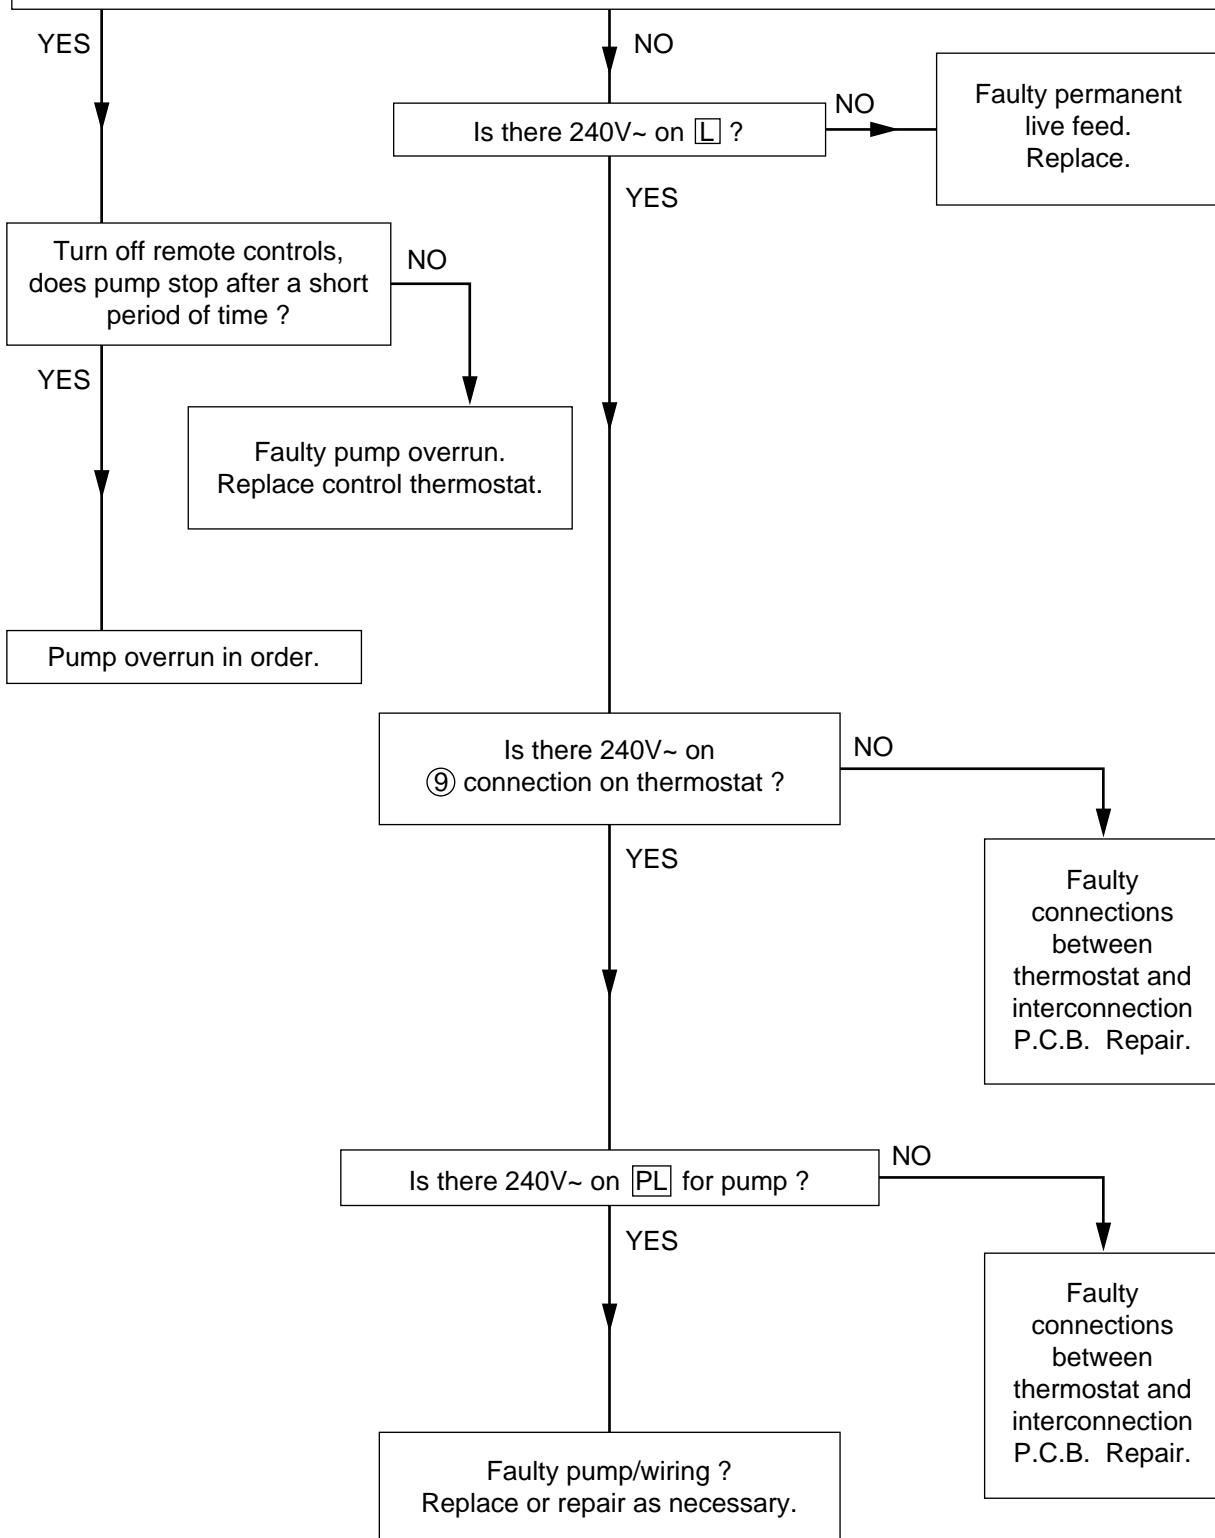 YES
NO
Is there 240V~ on L ?
NO
Faulty permanent
live feed.
Replace.
YES
Turn off remote controls,
does pump stop after a short
period of time ?
NO
YES
Faulty pump overrun.
Replace control thermostat.
Pump overrun in order.
Is there 240V~ on
9 connection on thermostat ?
NO
YES
Faulty
connections
between
thermostat and
interconnection
P.C.B. Repair.
Is there 240V~ on PL for pump ?
NO
YES
Faulty
connections
between
thermostat and
interconnection
P.C.B. Repair.
Faulty pump/wiring ?
Replace or repair as necessary.